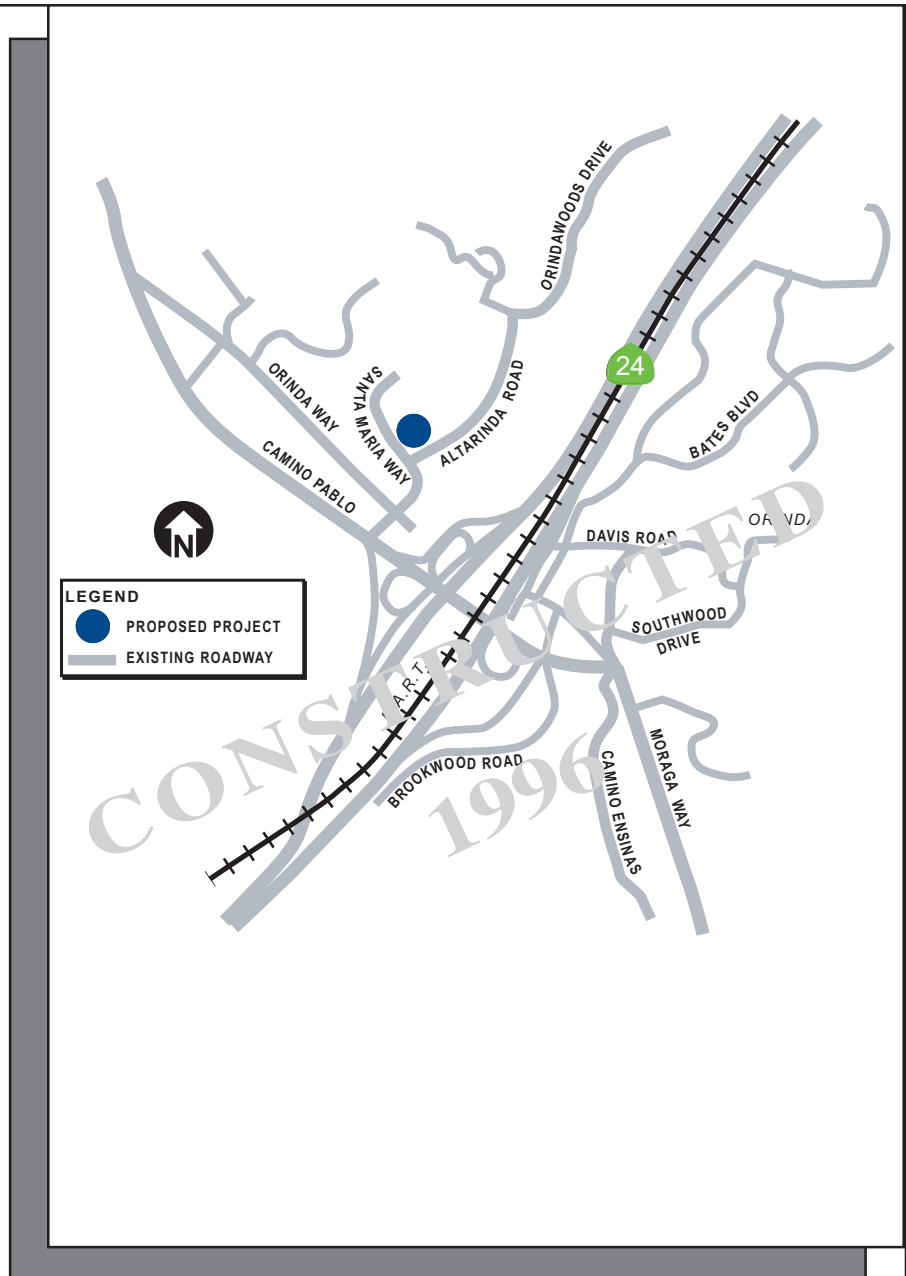 ORINDAWOODS DRIVE
24
ORINDA WAY
SANTA MARIA WAY
ALTARINDA ROAD
BATES BLVD
CAMINO PABLO
N
DAVIS ROAD
ORINDA
LEGEND
PROPOSED PROJECT
EXISTING ROADWAY
SOUTHWOOD
DRIVE
B.A.R.T.
CONSTRUCTED
1996
BROOKWOOD ROAD
CAMINO ENSINAS
MORAGA WAY